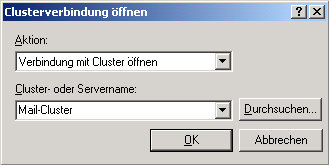 Clusterverbindung öffnen
Aktion:
Verbindung mit Cluster öffnen
Cluster- oder Servername:
Mail-Cluster
Durchsuchen...
OK
Abbrechen